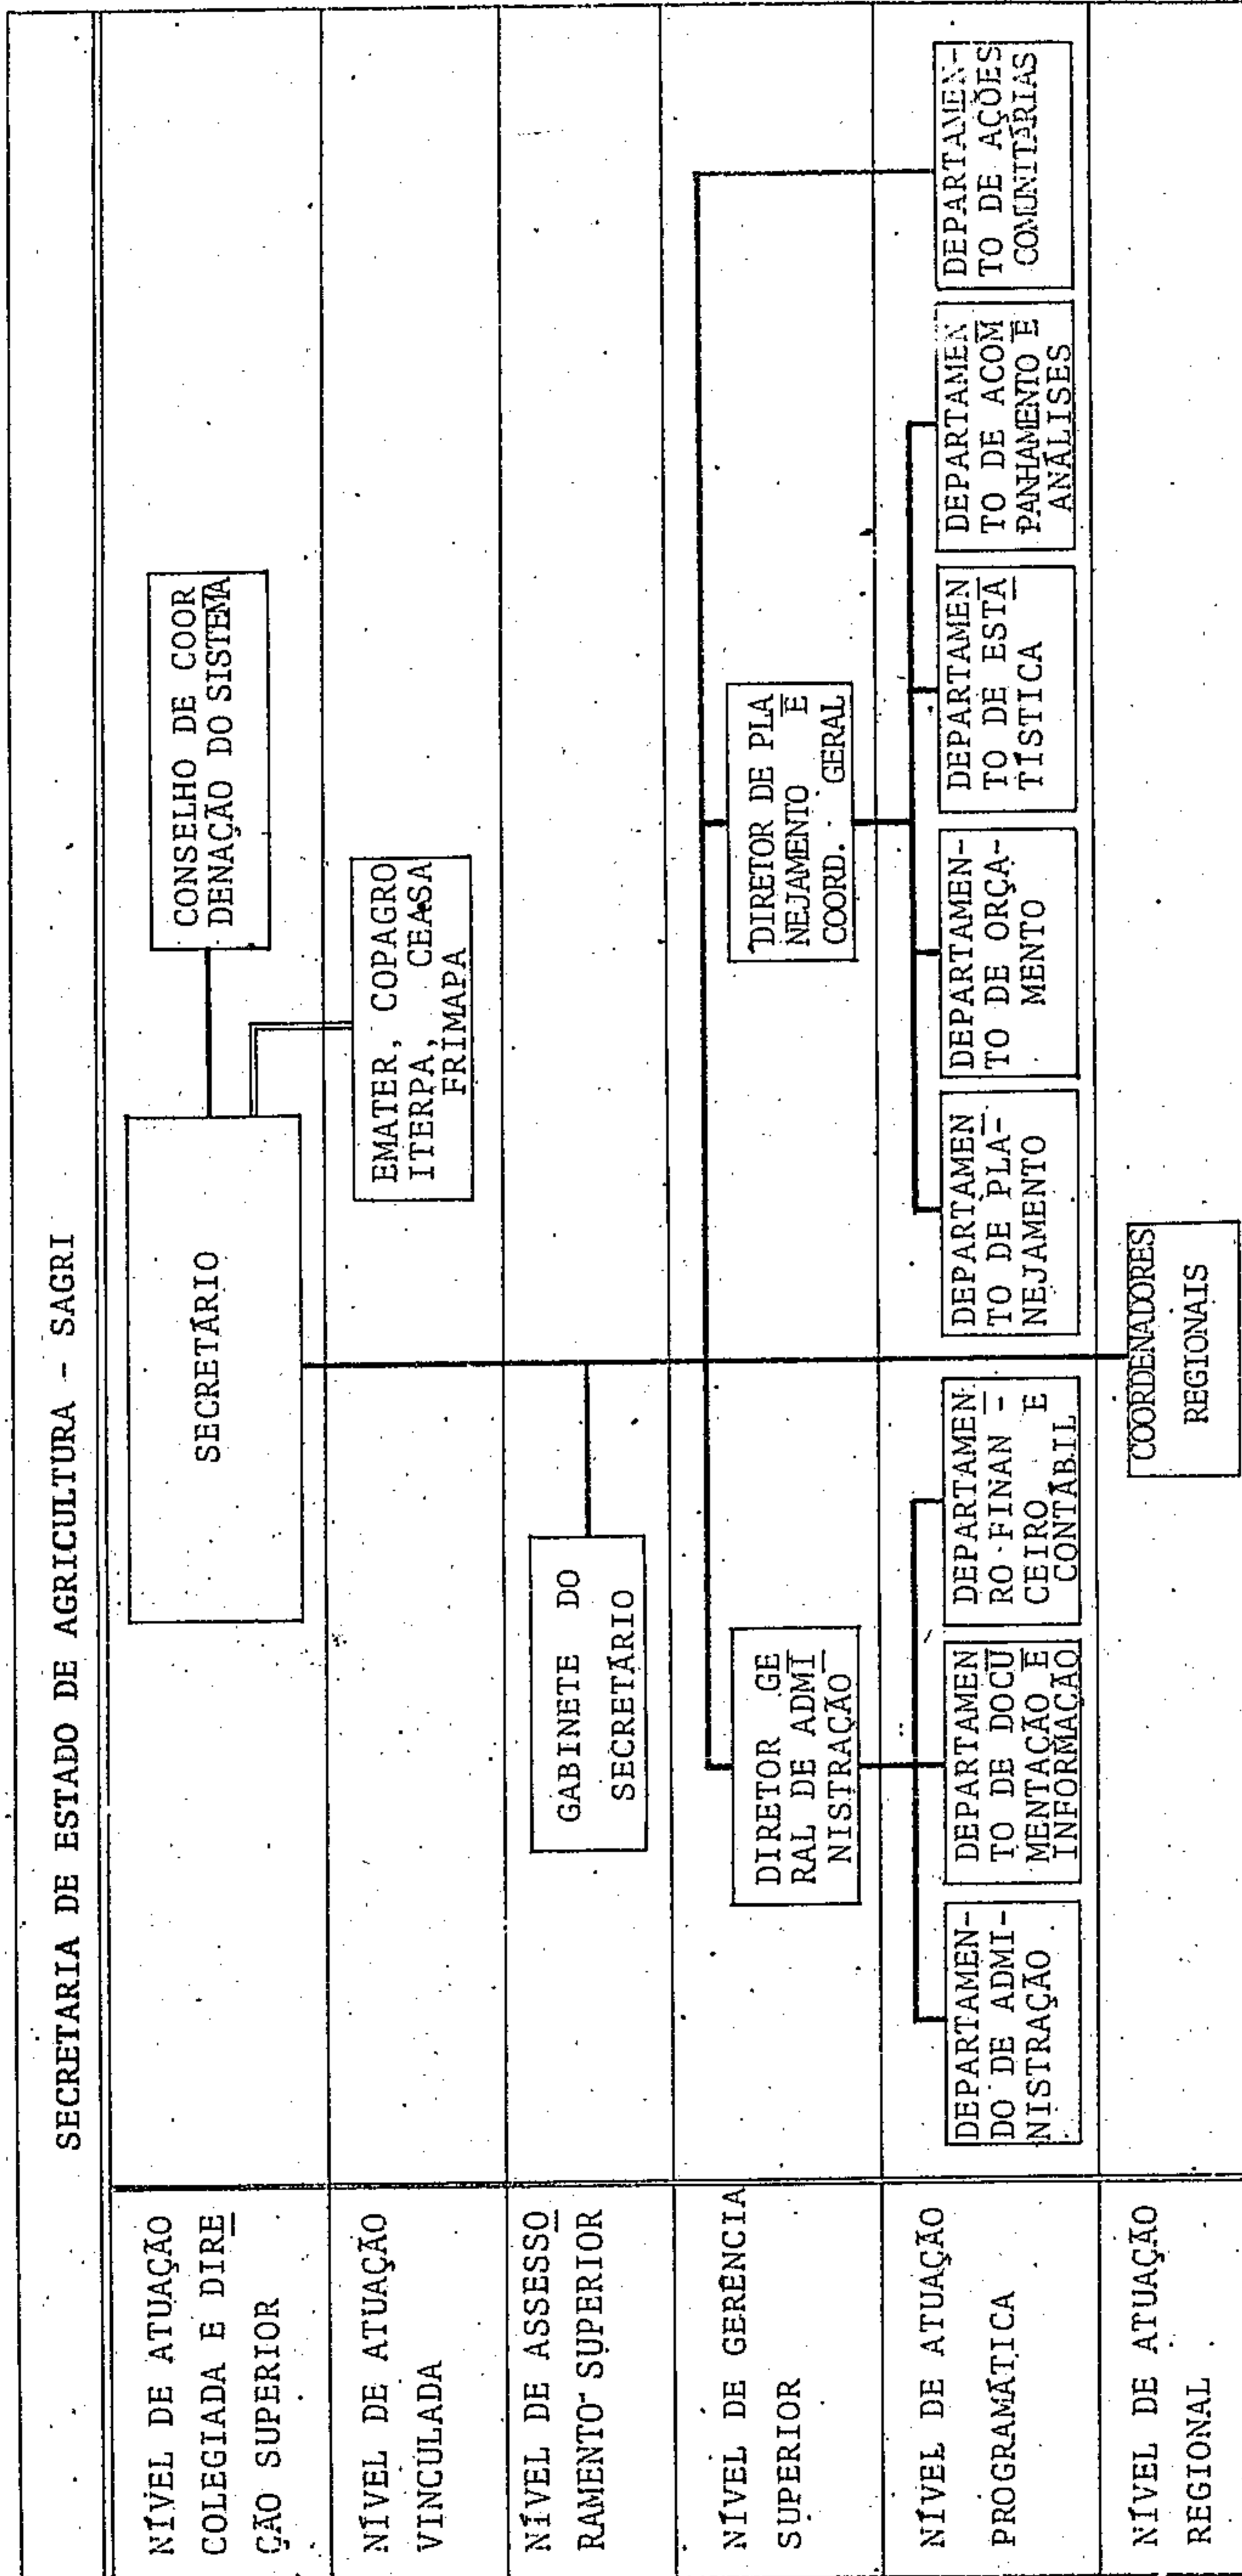 SECRETARIA DE ESTADO DE AGRICULTURA - SAGRI
NÍVEL DE ATUAÇÃO
COLEGIADA E DIRE
ÇÃO SUPERIOR
SECRETÁRIO
CONSELHO DE COOR
DENAÇÃO DO SISTEMA
NÍVEL DE ATUAÇÃO
VINCULADA
EMATER, COPAGRO
ITERPA, CEASA
FRIMAPA
NÍVEL DE ASSESSO
RAMENTO SUPERIOR
GABINETE DO
SECRETÁRIO
NÍVEL DE GERÊNCIA
SUPERIOR
DIRETOR GE
RAL DE ADMI
NISTRAÇÃO
DIRETOR DE PLA
NEJAMENTO E
COORD. GERAL
NÍVEL DE ATUAÇÃO
PROGRAMÁTICA
DEPARTAMEN-
DO DE ADMI-
NISTRAÇÃO
DEPARTAMEN
TO DE DOCU
MENTAÇÃO E
INFORMAÇÃO
DEPARTAMEN-
RO FINAN -
CEIRO E
CONTÁBIL
DEPARTAMEN
TO DE PLA-
NEJAMENTO
DEPARTAMEN-
TO DE ORÇA-
MENTO
DEPARTAMEN
TO DE ESTA
TÍSTICA
DEPARTAMEN
TO DE ACOM
PANHAMENTO E
ANÁLISES
DEPARTAMEN-
TO DE AÇÕES
COMUNITÁRIAS
NÍVEL DE ATUAÇÃO
REGIONAL
COORDENADORES
REGIONAIS